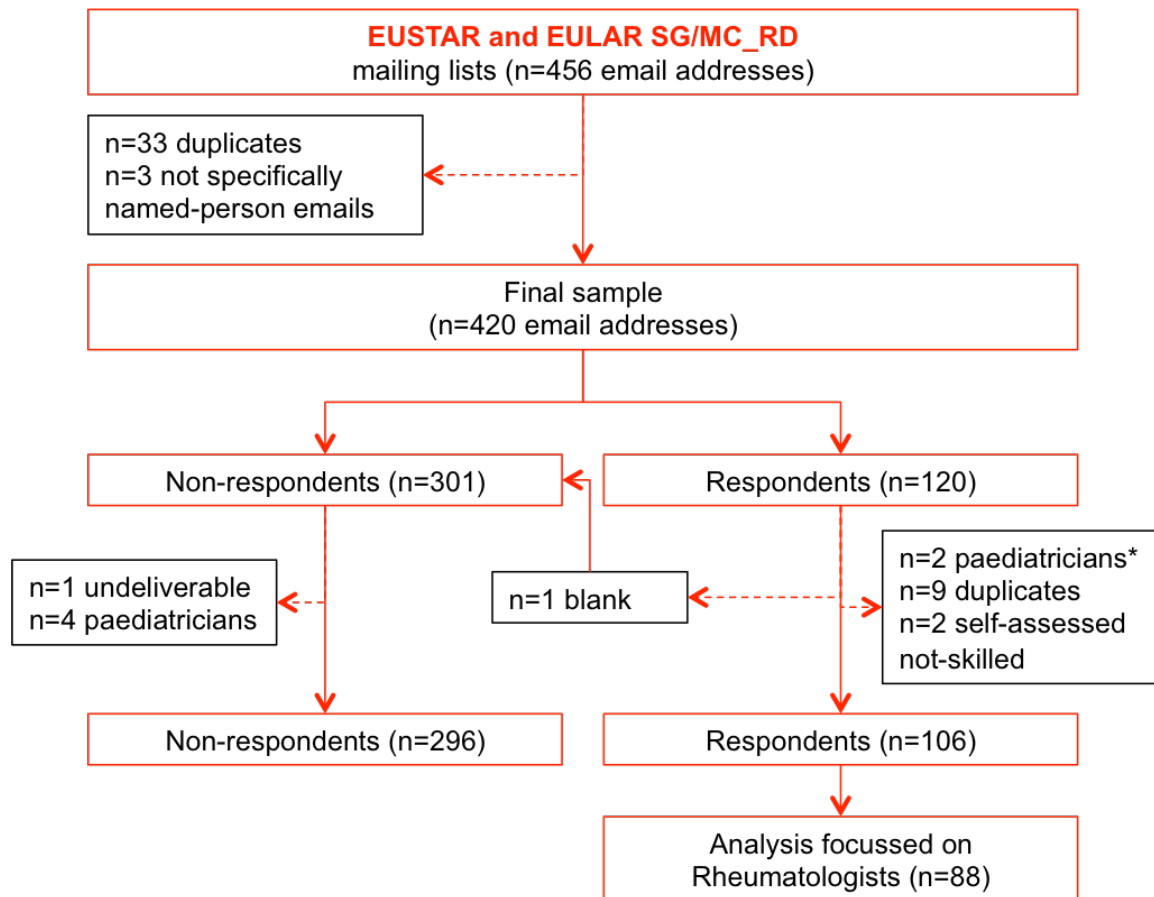 EUSTAR and EULAR SG/MC_RD
mailing lists (n=456 email addresses)
n=33 duplicates
n=3 not specifically
named-person emails
Final sample
(n=420 email addresses)
Non-respondents (n=301)
Respondents (n=120)
n=1 undeliverable
n=4 paediatricians
n=1 blank
n=2 paediatricians*
n=9 duplicates
n=2 self-assessed
not-skilled
Non-respondents (n=296)
Respondents (n=106)
Analysis focussed on
Rheumatologists (n=88)